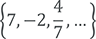 {7, −2, 4/7, …}